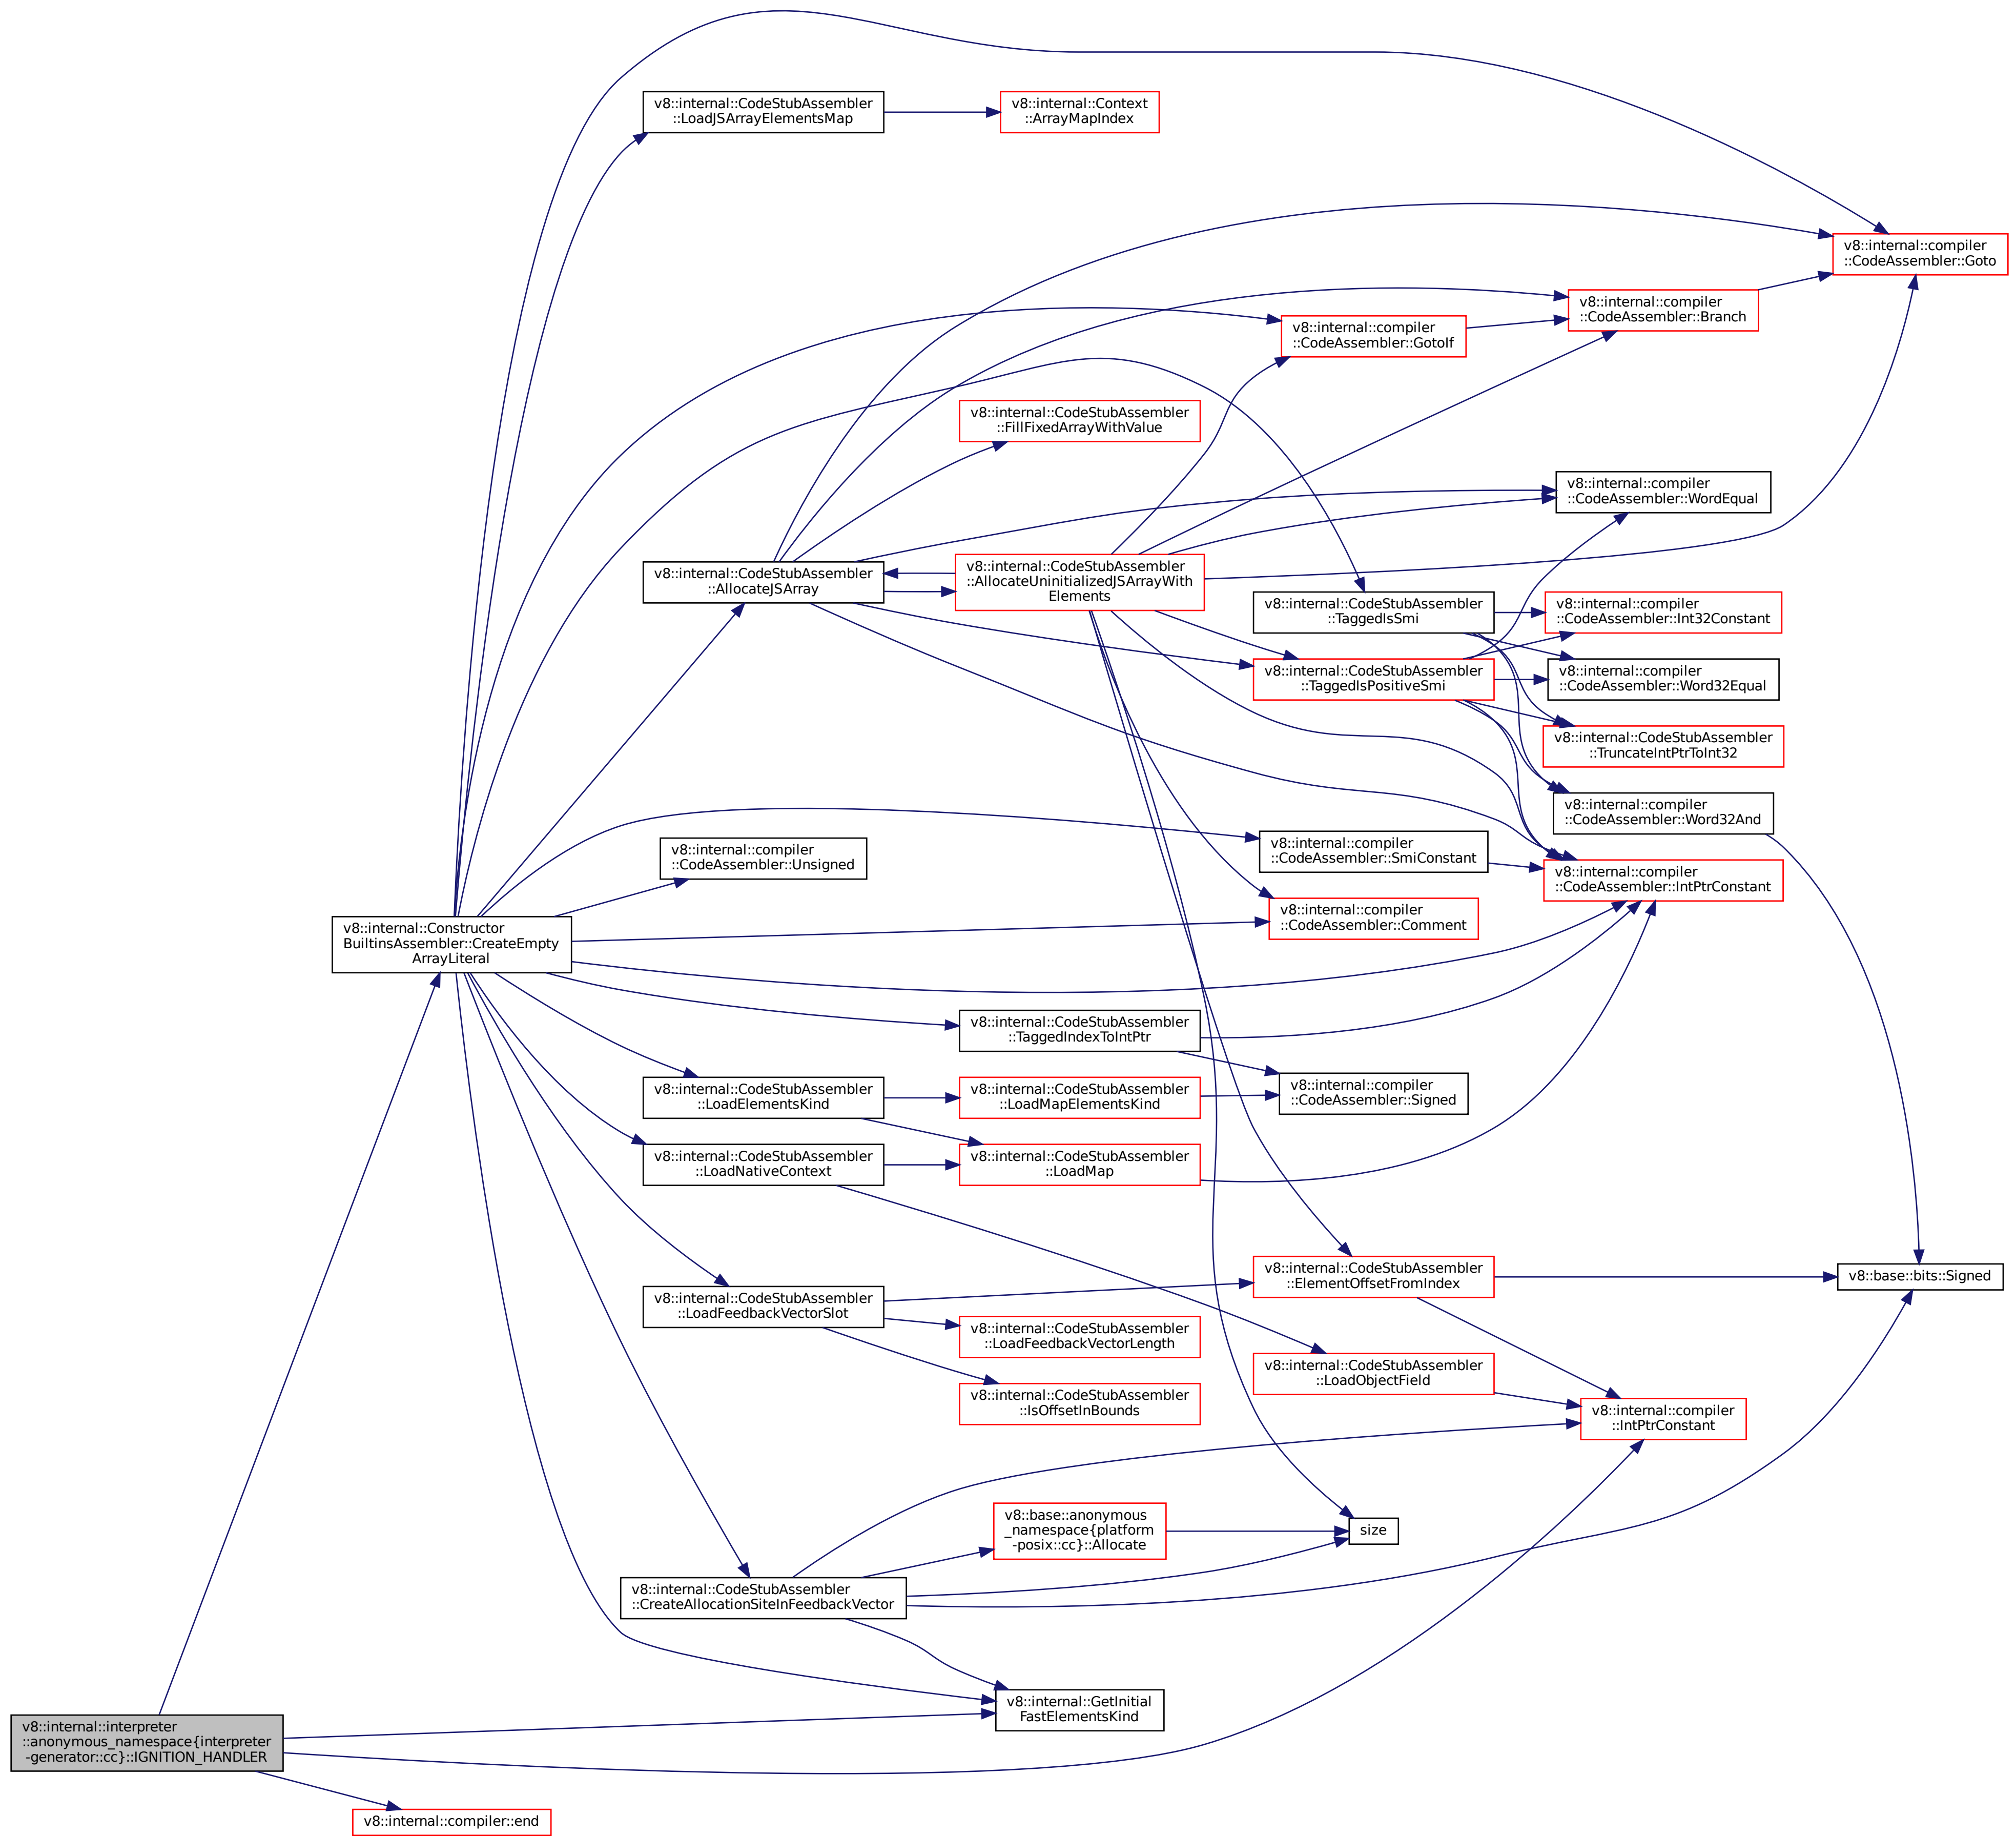 v8::internal::CodeStubAssembler
::LoadJSArrayElementsMap
v8::internal::Context
::ArrayMapIndex
v8::internal::compiler
::CodeAssembler::Goto
v8::internal::compiler
::CodeAssembler::Branch
v8::internal::compiler
::CodeAssembler::GotoIf
v8::internal::CodeStubAssembler
::FillFixedArrayWithValue
v8::internal::compiler
::CodeAssembler::WordEqual
v8::internal::CodeStubAssembler
::AllocateJSArray
v8::internal::CodeStubAssembler
::AllocateUninitializedJSArrayWith
Elements
v8::internal::CodeStubAssembler
::TaggedIsSmi
v8::internal::compiler
::CodeAssembler::Int32Constant
v8::internal::CodeStubAssembler
::TaggedIsPositiveSmi
v8::internal::compiler
::CodeAssembler::Word32Equal
v8::internal::CodeStubAssembler
::TruncateIntPtrToInt32
v8::internal::compiler
::CodeAssembler::Word32And
v8::internal::compiler
::CodeAssembler::Unsigned
v8::internal::compiler
::CodeAssembler::SmiConstant
v8::internal::compiler
::CodeAssembler::IntPtrConstant
v8::internal::Constructor
BuiltinsAssembler::CreateEmpty
ArrayLiteral
v8::internal::compiler
::CodeAssembler::Comment
v8::internal::CodeStubAssembler
::TaggedIndexToIntPtr
v8::internal::CodeStubAssembler
::LoadElementsKind
v8::internal::CodeStubAssembler
::LoadMapElementsKind
v8::internal::compiler
::CodeAssembler::Signed
v8::internal::CodeStubAssembler
::LoadNativeContext
v8::internal::CodeStubAssembler
::LoadMap
v8::internal::CodeStubAssembler
::ElementOffsetFromIndex
v8::base::bits::Signed
v8::internal::CodeStubAssembler
::LoadFeedbackVectorSlot
v8::internal::CodeStubAssembler
::LoadFeedbackVectorLength
v8::internal::CodeStubAssembler
::LoadObjectField
v8::internal::CodeStubAssembler
::IsOffsetInBounds
v8::internal::compiler
::IntPtrConstant
v8::base::anonymous
_namespace{platform
-posix::cc}::Allocate
size
v8::internal::CodeStubAssembler
::CreateAllocationSiteInFeedbackVector
v8::internal::GetInitial
FastElementsKind
v8::internal::interpreter
::anonymous_namespace{interpreter
-generator::cc}::IGNITION_HANDLER
v8::internal::compiler::end